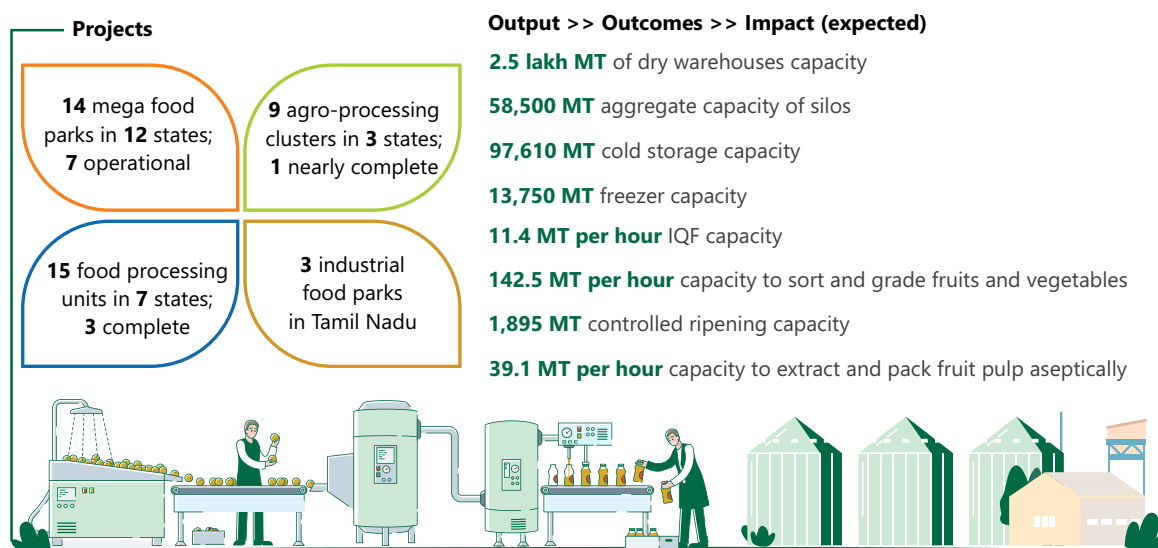 Projects
14 mega food
parks in 12 states;
7 operational
9 agro-processing
clusters in 3 states;
1 nearly complete
15 food processing
units in 7 states;
3 complete
3 industrial
food parks
in Tamil Nadu
Output >> Outcomes >> Impact (expected)
2.5 lakh MT of dry warehouses capacity
58,500 MT aggregate capacity of silos
97,610 MT cold storage capacity
13,750 MT freezer capacity
11.4 MT per hour IQF capacity
142.5 MT per hour capacity to sort and grade fruits and vegetables
1,895 MT controlled ripening capacity
39.1 MT per hour capacity to extract and pack fruit pulp aseptically